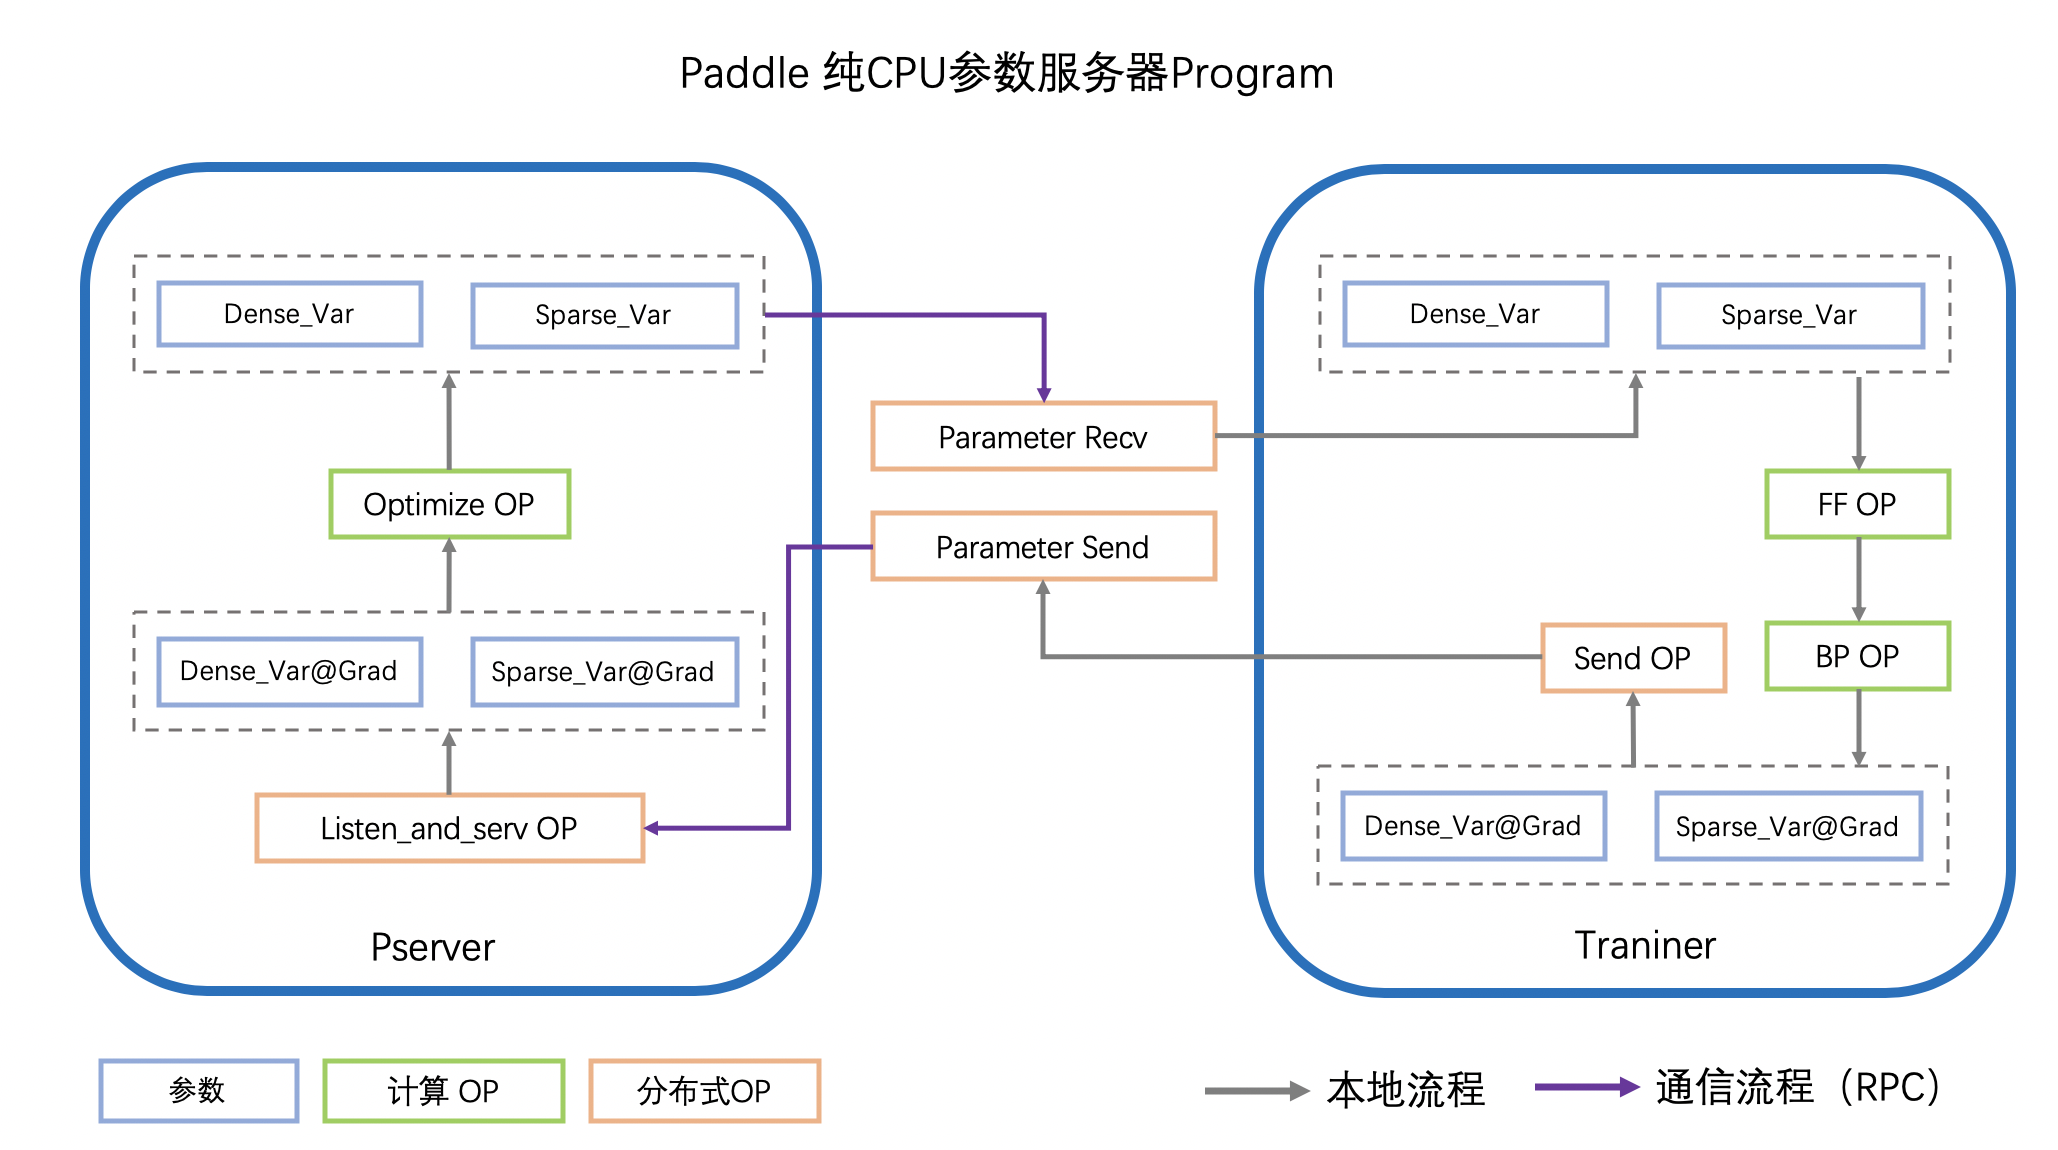 Paddle 纯CPU参数服务器Program
Dense_Var
Sparse_Var
Optimize OP
Dense_Var@Grad
Sparse_Var@Grad
Listen_and_serv OP
Pserver
Parameter Recv
Parameter Send
Dense_Var
Sparse_Var
FF OP
Send OP
BP OP
Dense_Var@Grad
Sparse_Var@Grad
Traniner
参数
计算 OP
分布式OP
本地流程
通信流程（RPC）